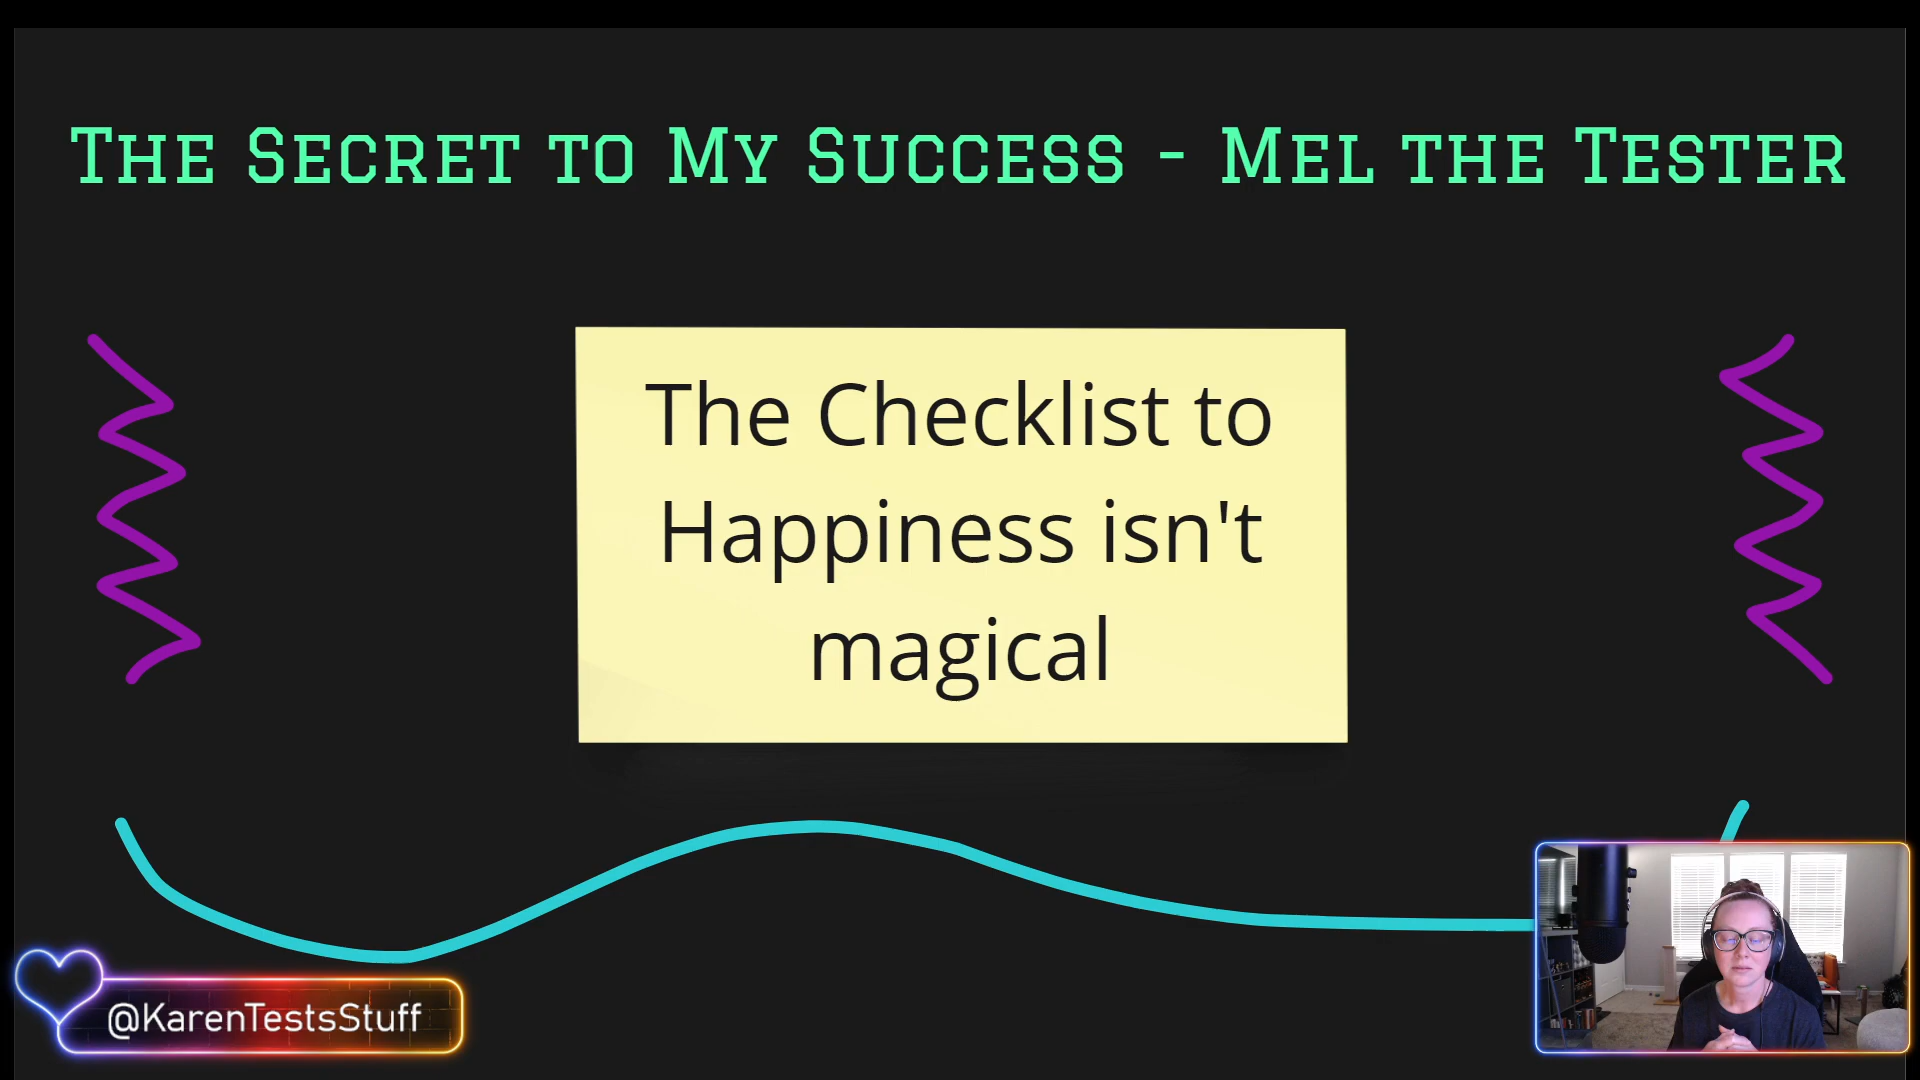 The Secret to My Success - Mel the Tester
The Checklist to
Happiness isn't
magical
@KarenTestsStuff